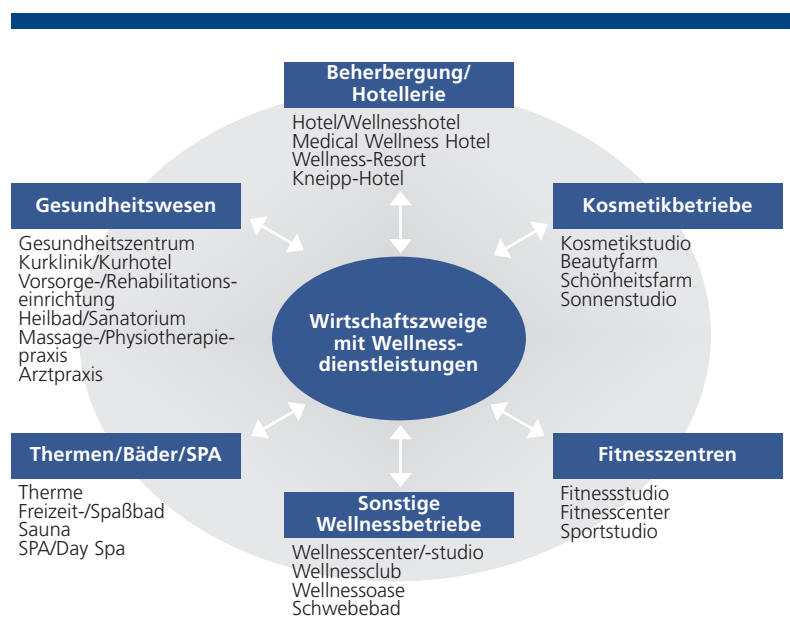 Beherbergung/
Hotellerie
Hotel/Wellnesshotel
Medical Wellness Hotel
Wellness-Resort
Kneipp-Hotel
Gesundheitswesen
Gesundheitszentrum
Kurklinik/Kurhotel
Vorsorge-/Rehabilitations-
einrichtung
Heilbad/Sanatorium
Massage-/Physiotherapie-
praxis
Arztpraxis
Kosmetikbetriebe
Kosmetikstudio
Beautyfarm
Schönheitsfarm
Sonnenstudio
Wirtschaftszweige
mit Wellness-
dienstleistungen
Thermen/Bäder/SPA
Therme
Freizeit-/Spaßbad
Sauna
SPA/Day Spa
Sonstige
Wellnessbetriebe
Wellnesscenter/-studio
Wellnessclub
Wellnessoase
Schwebebad
Fitnesszentren
Fitnessstudio
Fitnesscenter
Sportstudio